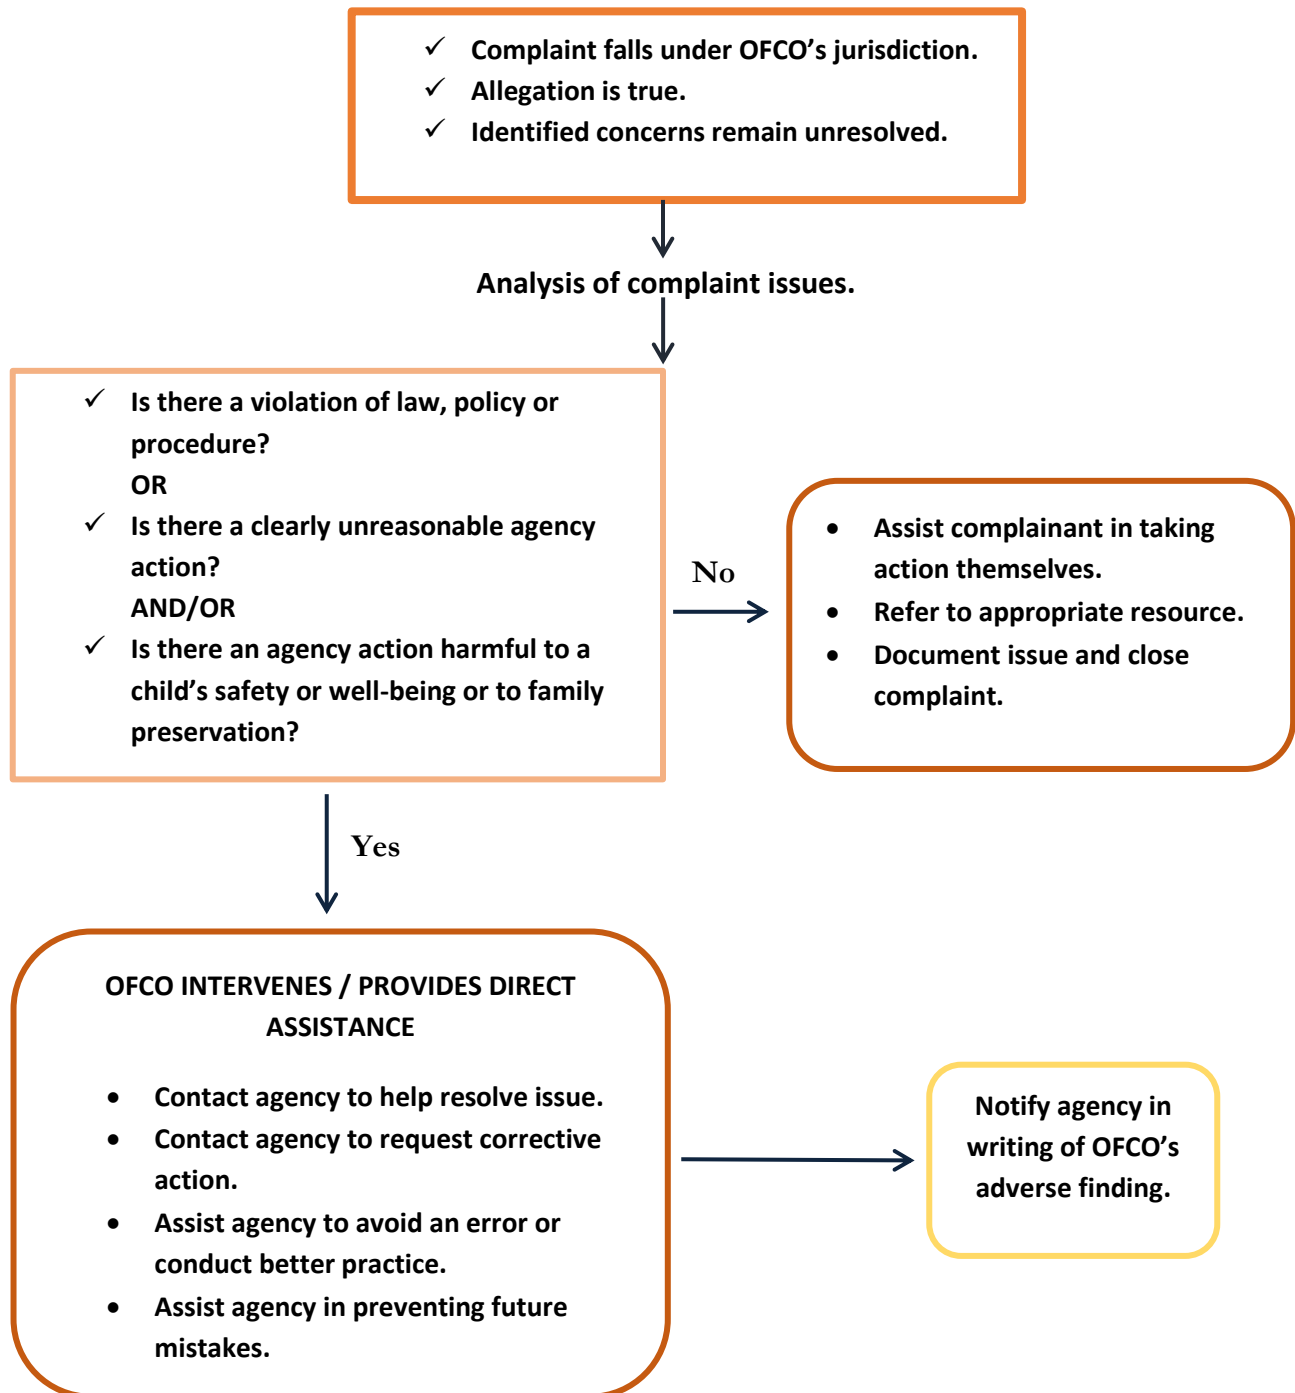 ✓ Complaint falls under OFCO’s jurisdiction.
✓ Allegation is true.
✓ Identified concerns remain unresolved.
Analysis of complaint issues.
✓ Is there a violation of law, policy or
procedure?
OR
✓ Is there a clearly unreasonable agency
action?
AND/OR
✓ Is there an agency action harmful to a
child’s safety or well-being or to family
preservation?
No
• Assist complainant in taking
action themselves.
• Refer to appropriate resource.
• Document issue and close
complaint.
Yes
OFCO INTERVENES / PROVIDES DIRECT
ASSISTANCE
• Contact agency to help resolve issue.
• Contact agency to request corrective
action.
• Assist agency to avoid an error or
conduct better practice.
• Assist agency in preventing future
mistakes.
Notify agency in
writing of OFCO’s
adverse finding.